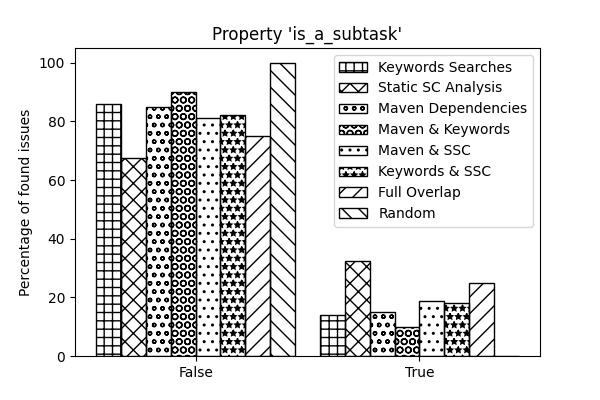 Property 'is_a_subtask'
Percentage of found issues
100
80
60
40
20
0
Keywords Searches
Static SC Analysis
Maven Dependencies
Maven & Keywords
Maven & SSC
Keywords & SSC
Full Overlap
Random
False
True